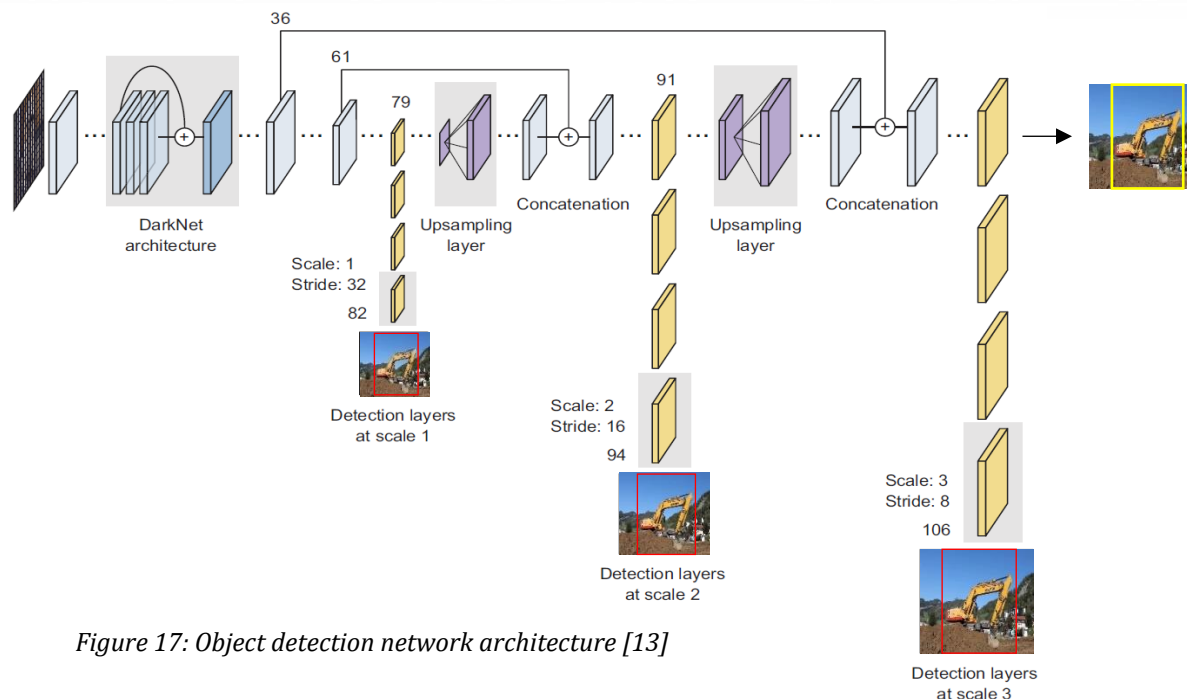 36
61
79
91
DarkNet
architecture
Upsampling
layer
Concatenation
Upsampling
layer
Concatenation
Scale: 1
Stride: 32
82
Detection layers
at scale 1
Scale: 2
Stride: 16
94
Detection layers
at scale 2
Scale: 3
Stride: 8
106
Detection layers
at scale 3
Figure 17: Object detection network architecture [13]